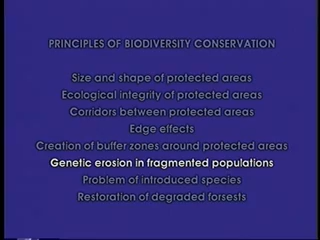 PRINCIPLES OF BIODIVERSITY CONSERVATION
Size and shape of protected areas
Ecological integrity of protected areas
Corridors between protected areas
Edge effects
Creation of buffer zones around protected areas
Genetic erosion in fragmented populations
Problem of introduced species
Restoration of degraded forsests